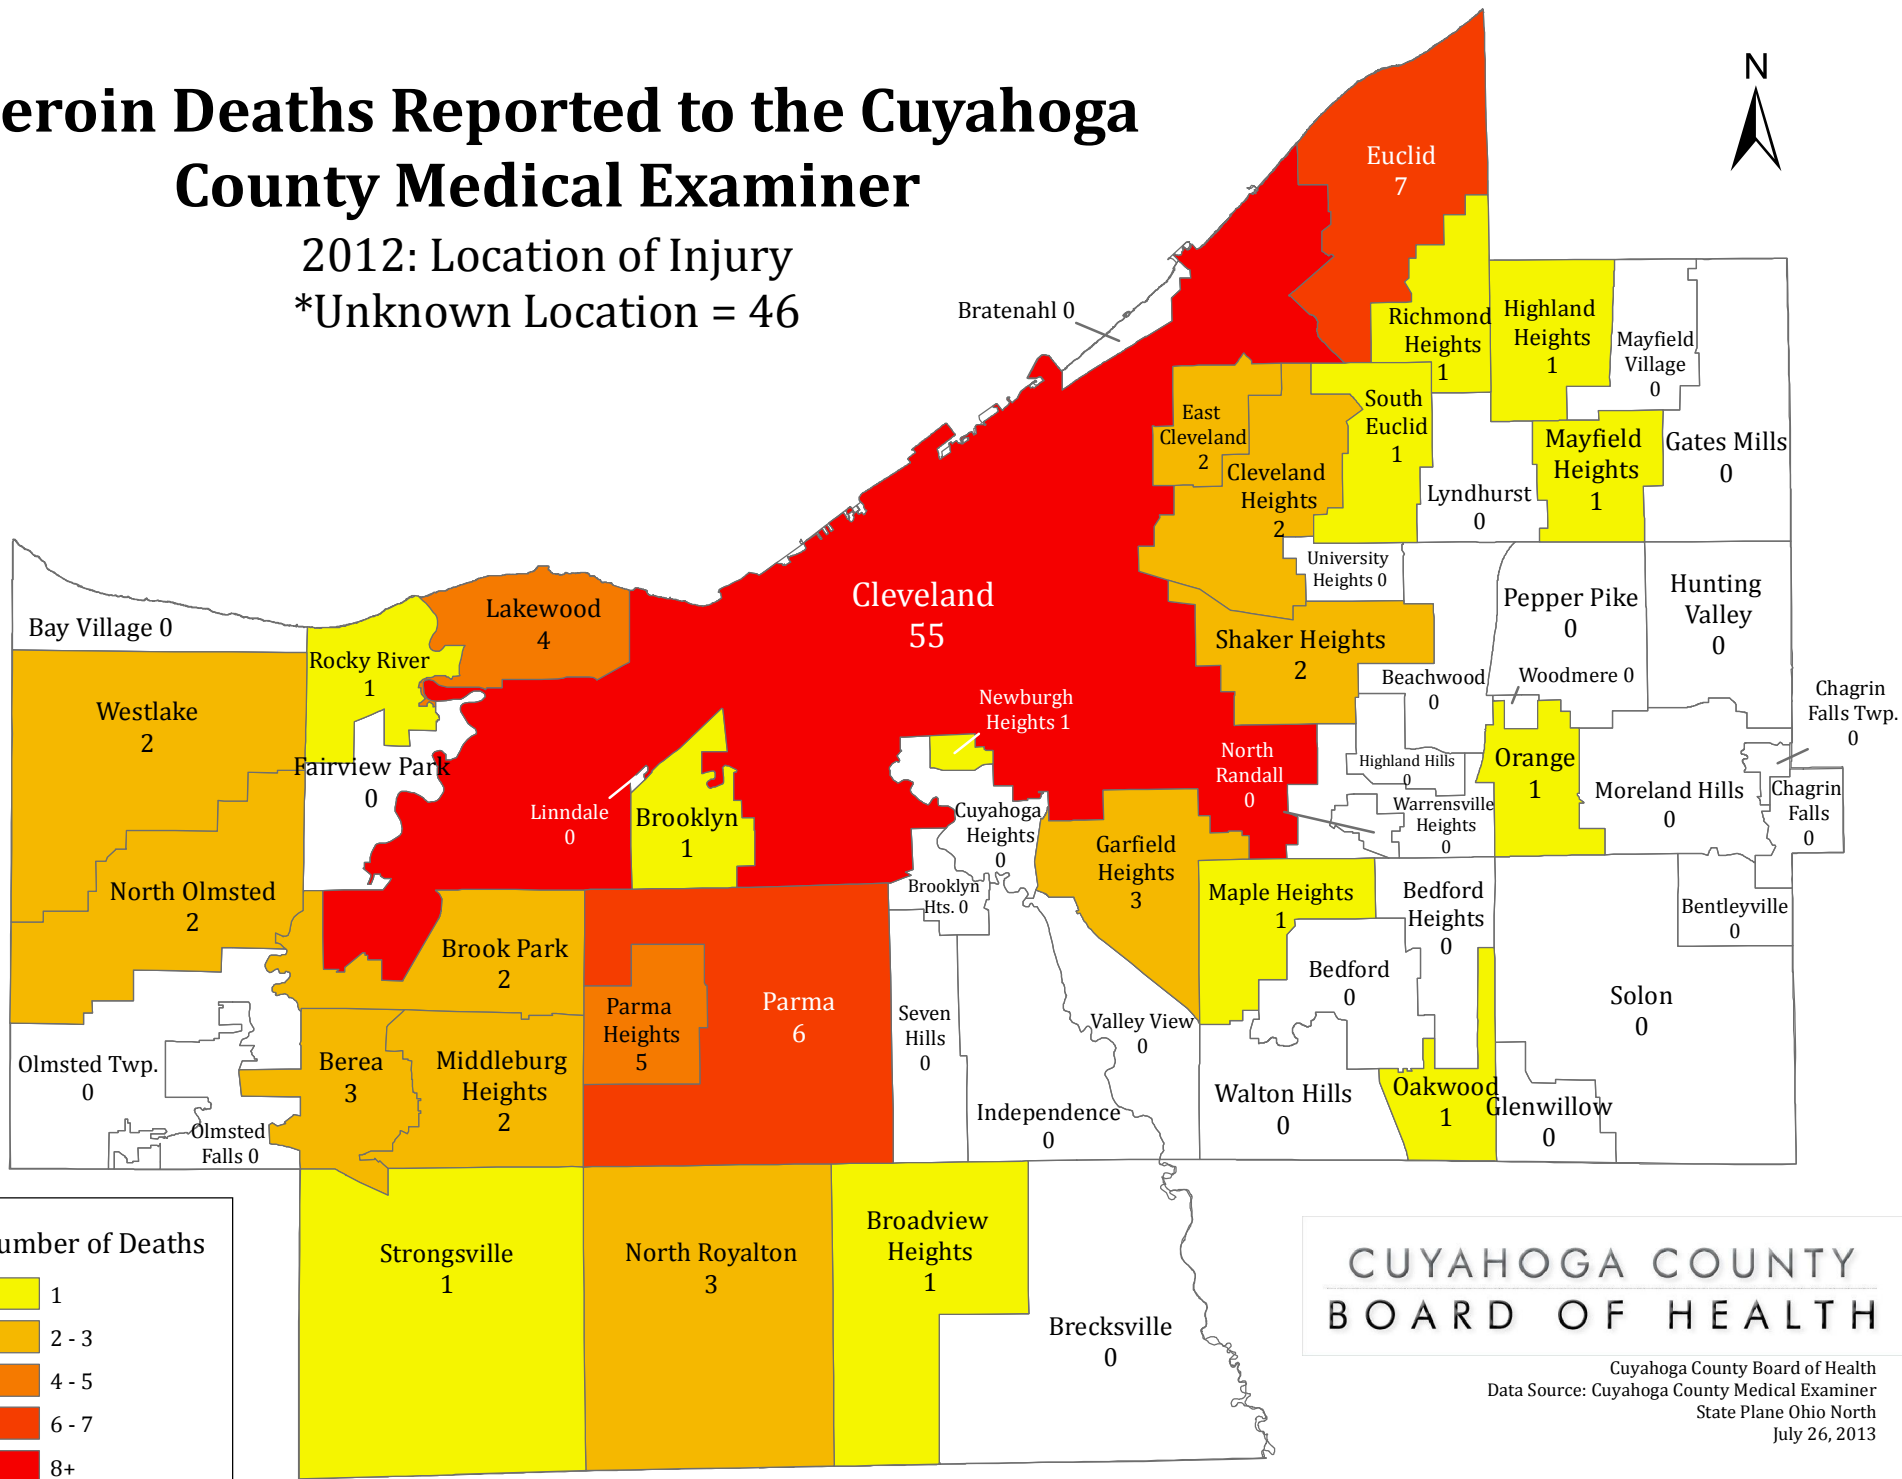 eroin Deaths Reported to the Cuyahoga
County Medical Examiner
2012: Location of Injury
*Unknown Location = 46
N
Euclid
7
Bratenahl 0
Richmond
Heights
1
Highland
Heights
1
Mayfield
Village
0
East
Cleveland
2
Cleveland
Heights
2
South
Euclid
1
Lyndhurst
0
Mayfield
Heights
1
Gates Mills
0
University
Heights 0
Bay Village 0
Lakewood
4
Rocky River
1
Cleveland
55
Shaker Heights
2
Beachwood
0
Pepper Pike
0
Hunting
Valley
0
Woodmere 0
Chagrin
Falls Twp.
0
Westlake
2
Fairview Park
0
Newburgh
Heights 1
North
Randall
0
Highland Hills
0
Warrensville
Heights
0
Orange
1
Moreland Hills
0
Chagrin
Falls
0
Linndale
0
Brooklyn
1
Cuyahoga
Heights
0
Garfield
Heights
3
Brooklyn
Hts. 0
Maple Heights
1
Bedford
Heights
0
Bentleyville
0
North Olmsted
2
Brook Park
2
Bedford
0
Solon
0
Parma
Heights
5
Parma
6
Seven
Hills
0
Valley View
0
Olmsted Twp.
0
Berea
3
Middleburg
Heights
2
Independence
0
Walton Hills
0
Oakwood
1
Glenwillow
0
Olmsted
Falls 0
Strongsville
1
North Royalton
3
Broadview
Heights
1
Brecksville
0
umber of Deaths
1
2 - 3
4 - 5
6 - 7
8+
CUYAHOGA COUNTY
BOARD OF HEALTH
Cuyahoga County Board of Health
Data Source: Cuyahoga County Medical Examiner
State Plane Ohio North
July 26, 2013